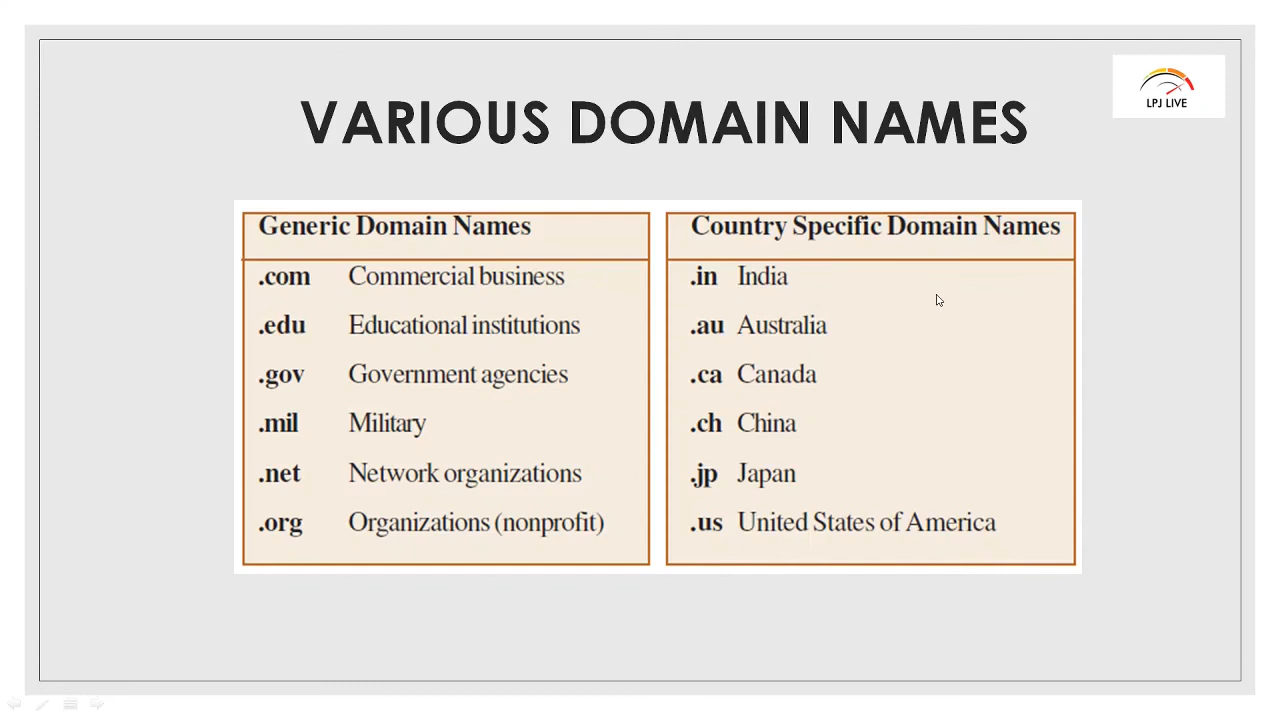 LPJ LIVE
VARIOUS DOMAIN NAMES
Generic Domain Names
.com Commercial business
.edu Educational institutions
.gov Government agencies
.mil Military
.net Network organizations
.org Organizations (nonprofit)
Country Specific Domain Names
.in India
.au Australia
.ca Canada
.ch China
.jp Japan
.us United States of America